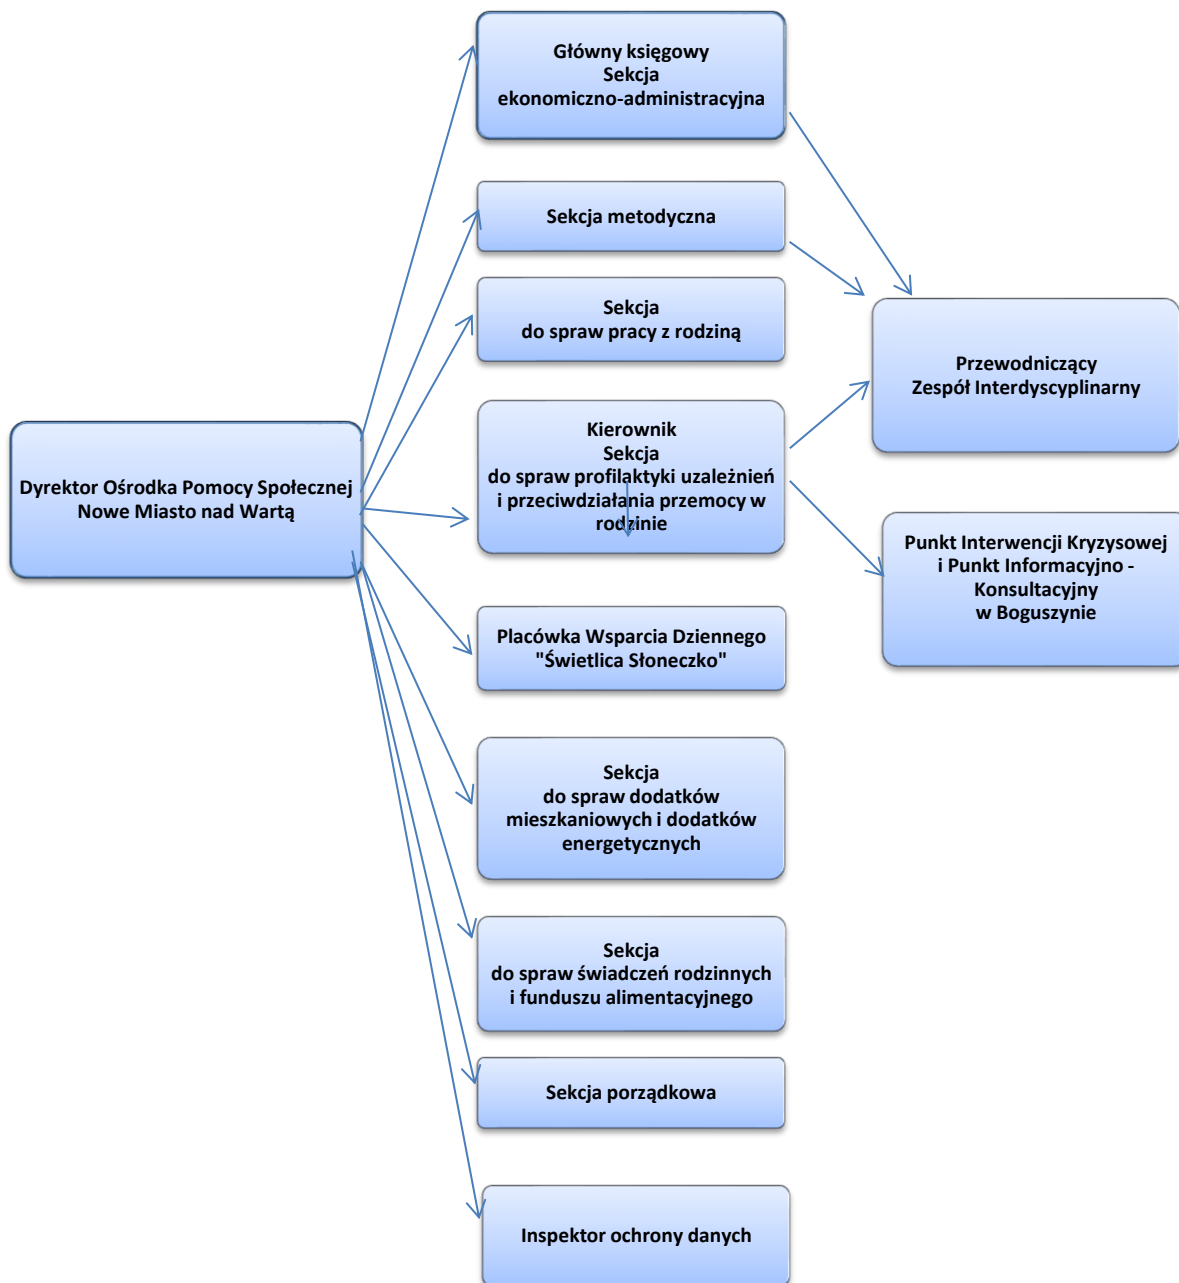 Główny księgowy
Sekcja
ekonomiczno-administracyjna
Sekcja metodyczna
Sekcja
do spraw pracy z rodziną
Przewodniczący
Zespół Interdyscyplinarny
Kierownik
Sekcja
do spraw profilaktyki uzależnień
i przeciwdziałania przemocy w
rodzinie
Dyrektor Ośrodka Pomocy Społecznej
Nowe Miasto nad Wartą
Punkt Interwencji Kryzysowej
i Punkt Informacyjno -
Konsultacyjny
w Boguszynie
Placówka Wsparcia Dziennego
"Świetlica Słoneczko"
Sekcja
do spraw dodatków
mieszkaniowych i dodatków
energetycznych
Sekcja
do spraw świadczeń rodzinnych
i funduszu alimentacyjnego
Sekcja porządkowa
Inspektor ochrony danych